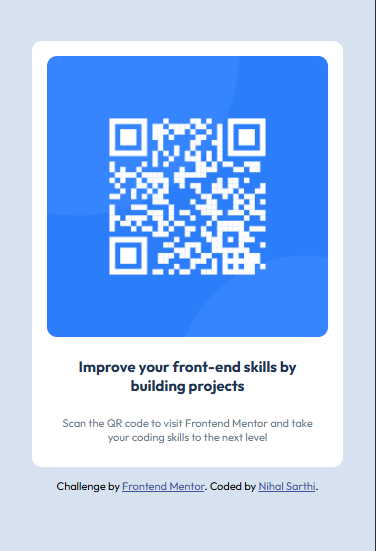 Improve your front-end skills by
building projects
Scan the QR code to visit Frontend Mentor and take
your coding skills to the next level
Challenge by Frontend Mentor. Coded by Nihal Sarthi.